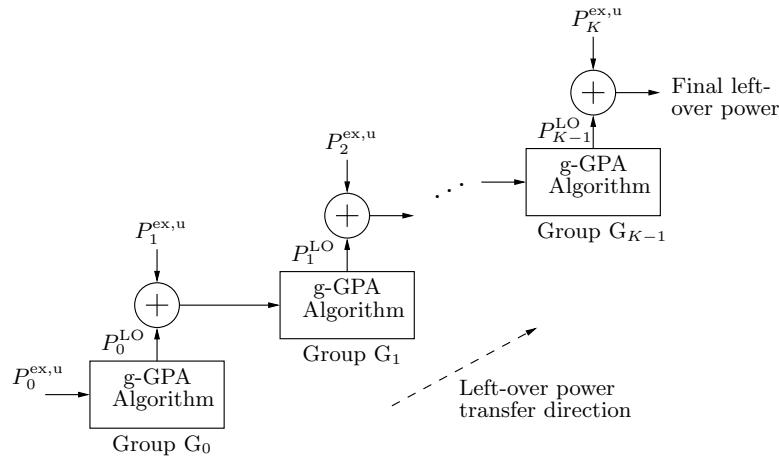 P_K^{ex,u}
+
Final left-
over power
P_{K−1}^{LO}
g-GPA
Algorithm
Group G_{K−1}
P_2^{ex,u}
+
. . .
P_1^{LO}
g-GPA
Algorithm
Group G_1
P_1^{ex,u}
+
P_0^{LO}
P_0^{ex,u}
g-GPA
Algorithm
Group G_0
Left-over power
transfer direction